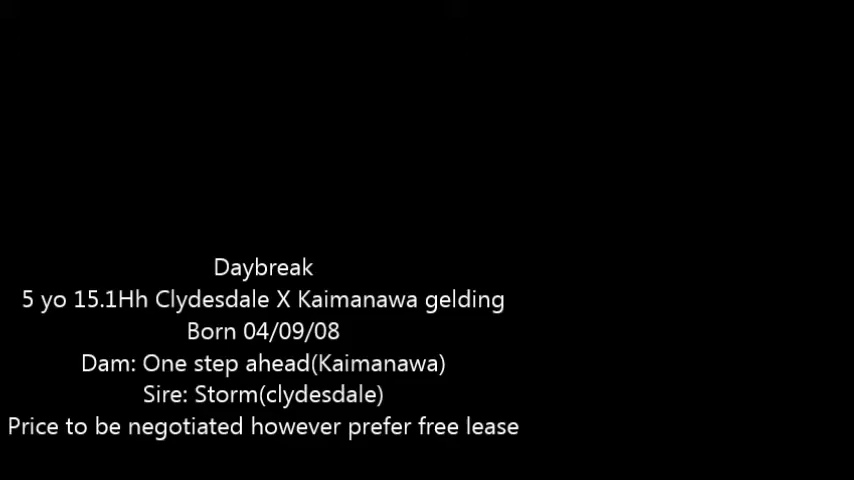 Daybreak
5 yo 15.1Hh Clydesdale X Kaimanawa gelding
Born 04/09/08
Dam: One step ahead(Kaimanawa)
Sire: Storm(clydesdale)
Price to be negotiated however prefer free lease